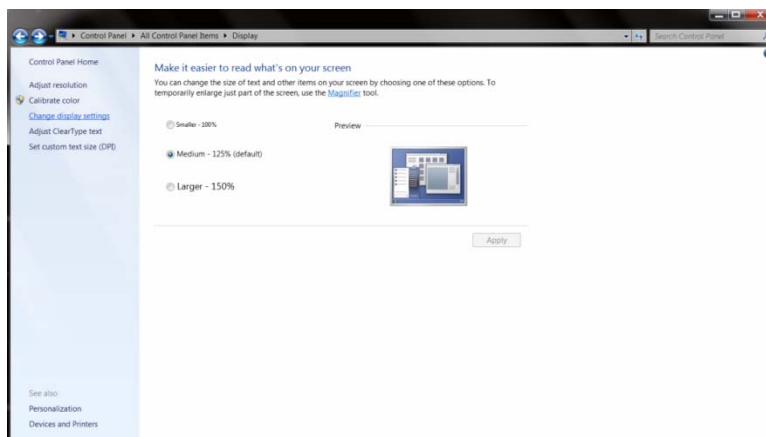 Control Panel ▸ All Control Panel Items ▸ Display
Search Control Panel
Control Panel Home
Adjust resolution
Calibrate color
Change display settings
Adjust ClearType text
Set custom text size (DPI)
Make it easier to read what's on your screen
You can change the size of text and other items on your screen by choosing one of these options. To
temporarily enlarge just part of the screen, use the Magnifier tool.
Smaller - 100%
Preview
Medium - 125% (default)
Larger - 150%
Apply
See also
Personalization
Devices and Printers